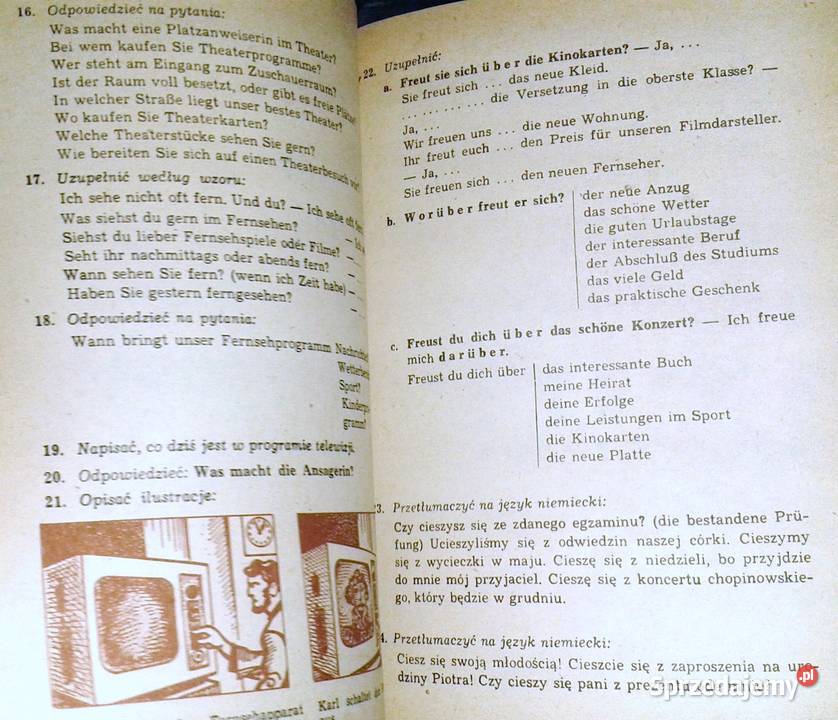 16. Odpowiedzieć na pytania:
Was macht eine Platzanweiserin im Theater?
Bei wem kaufen Sie Theaterprogramme?
Wer steht am Eingang zum Zuschauerraum?
Ist der Raum voll besetzt, oder gibt es freie Plätze?
In welcher Straße liegt unser bestes Theater?
Wo kaufen Sie Theaterkarten?
Welche Theaterstücke sehen Sie gern?
Wie bereiten Sie sich auf einen Theaterbesuch vor?
17. Uzupełnić według wzoru:
Ich sehe nicht oft fern. Und du? — Ich sehe oft
Was siehst du gern im Fernsehen?
Siehst du lieber Fernsehspiele oder Filme?
Seht ihr nachmittags oder abends fern? —
Wann sehen Sie fern? (wenn ich Zeit habe) —
Haben Sie gestern ferngesehen? —
18. Odpowiedzieć na pytania:
Wann bringt unser Fernsehprogramm
Sport?
gramm?
19. Napisać, co dziś jest w programie telewizji.
20. Odpowiedzieć: Was macht die Ansagerin?
21. Opisać ilustracje:
Fernsehapparat
Karl schaltet
22. Uzupełnić:
a. Freut sie sich über die Kinokarten? — Ja, ...
Sie freut sich ... das neue Kleid.
... ... ... ... die Versetzung in die oberste Klasse? —
Ja, ...
Wir freuen uns ... die neue Wohnung.
Ihr freut euch ... den Preis für unseren Filmdarsteller.
— Ja, ...
Sie freuen sich ... den neuen Fernseher.
b. Worüber freut er sich?
der neue Anzug
das schöne Wetter
die guten Urlaubstage
der interessante Beruf
der Abschluß des Studiums
das viele Geld
das praktische Geschenk
c. Freust du dich über das schöne Konzert? — Ich freue
mich darüber.
Freust du dich über
das interessante Buch
meine Heirat
deine Erfolge
deine Leistungen im Sport
die Kinokarten
die neue Platte
3. Przetłumaczyć na język niemiecki:
Czy cieszysz się ze zdanego egzaminu? (die bestandene Prü-
fung) Ucieszyliśmy się z odwiedzin naszej córki. Cieszymy
się z wycieczki w maju. Cieszę się z niedzieli, bo przyjdzie
do mnie mój przyjaciel. Cieszę się z koncertu chopinowskie-
go, który będzie w grudniu.
4. Przetłumaczyć na język niemiecki:
Ciesz się swoją młodością! Cieszcie się z zaproszenia na uro-
dziny Piotra! Czy cieszy się pani z
Sprzedajemy.pl